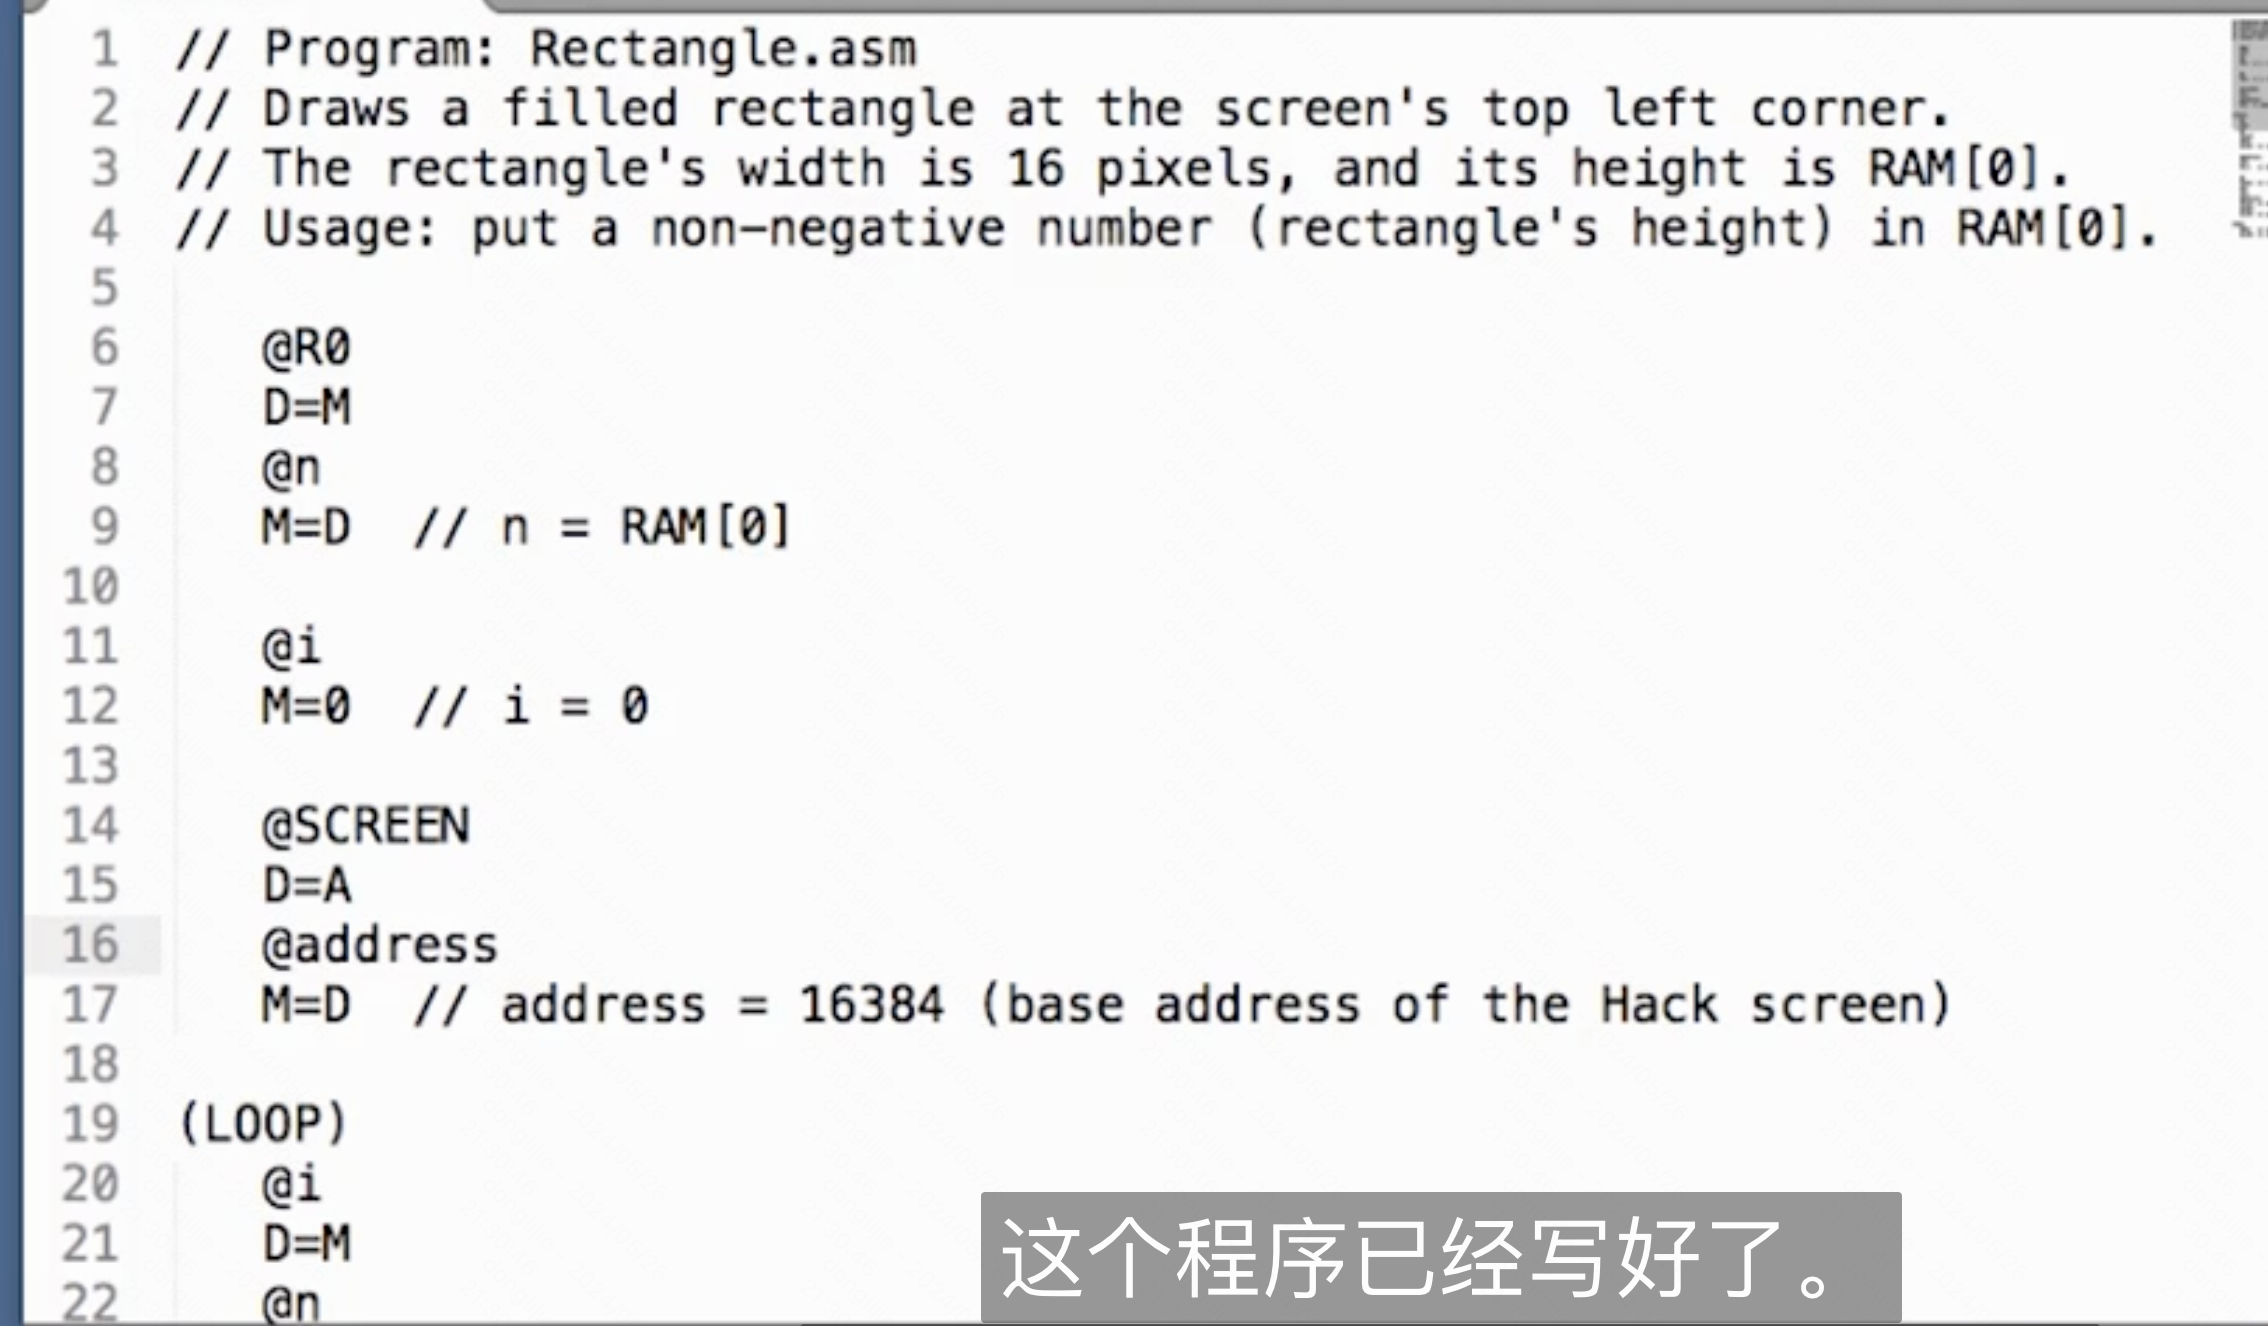 1 // Program: Rectangle.asm
2 // Draws a filled rectangle at the screen's top left corner.
3 // The rectangle's width is 16 pixels, and its height is RAM[0].
4 // Usage: put a non-negative number (rectangle's height) in RAM[0].
5
6 @R0
7 D=M
8 @n
9 M=D // n = RAM[0]
10
11 @i
12 M=0 // i = 0
13
14 @SCREEN
15 D=A
16 @address
17 M=D // address = 16384 (base address of the Hack screen)
18
19 (LOOP)
20 @i
21 D=M
22 @n
这个程序已经写好了。